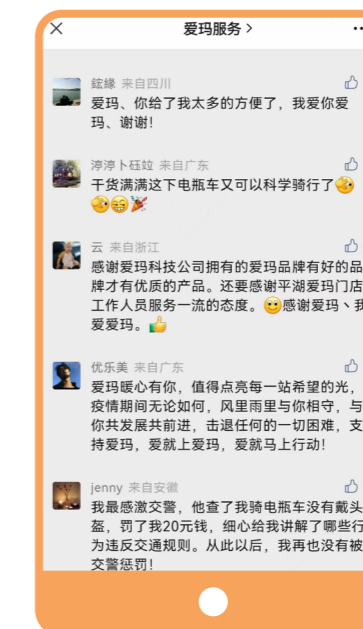 爱玛服务
鋐緣 来自四川
爱玛、你给了我太多的方便了，我爱你爱
玛、谢谢！
渟渟卜砡竝 来自广东
干货满满这下电瓶车又可以科学骑行了
云 来自浙江
感谢爱玛科技公司拥有的爱玛品牌有好的品
牌才有优质的产品。还要感谢平湖爱玛门店
工作人员服务一流的态度。感谢爱玛丶我
爱爱玛。
优乐美 来自广东
爱玛暖心有你，值得点亮每一站希望的光，
疫情期间无论如何，风里雨里与你相守，与
你共发展共前进，击退任何的一切困难，支
持爱玛，爱就上爱玛，爱就马上行动！
jenny 来自安徽
我最感激交警，他查了我骑电瓶车没有戴头
盔，罚了我20元钱，细心给我讲解了哪些行
为违反交通规则。从此以后，我再也没有被
交警惩罚！